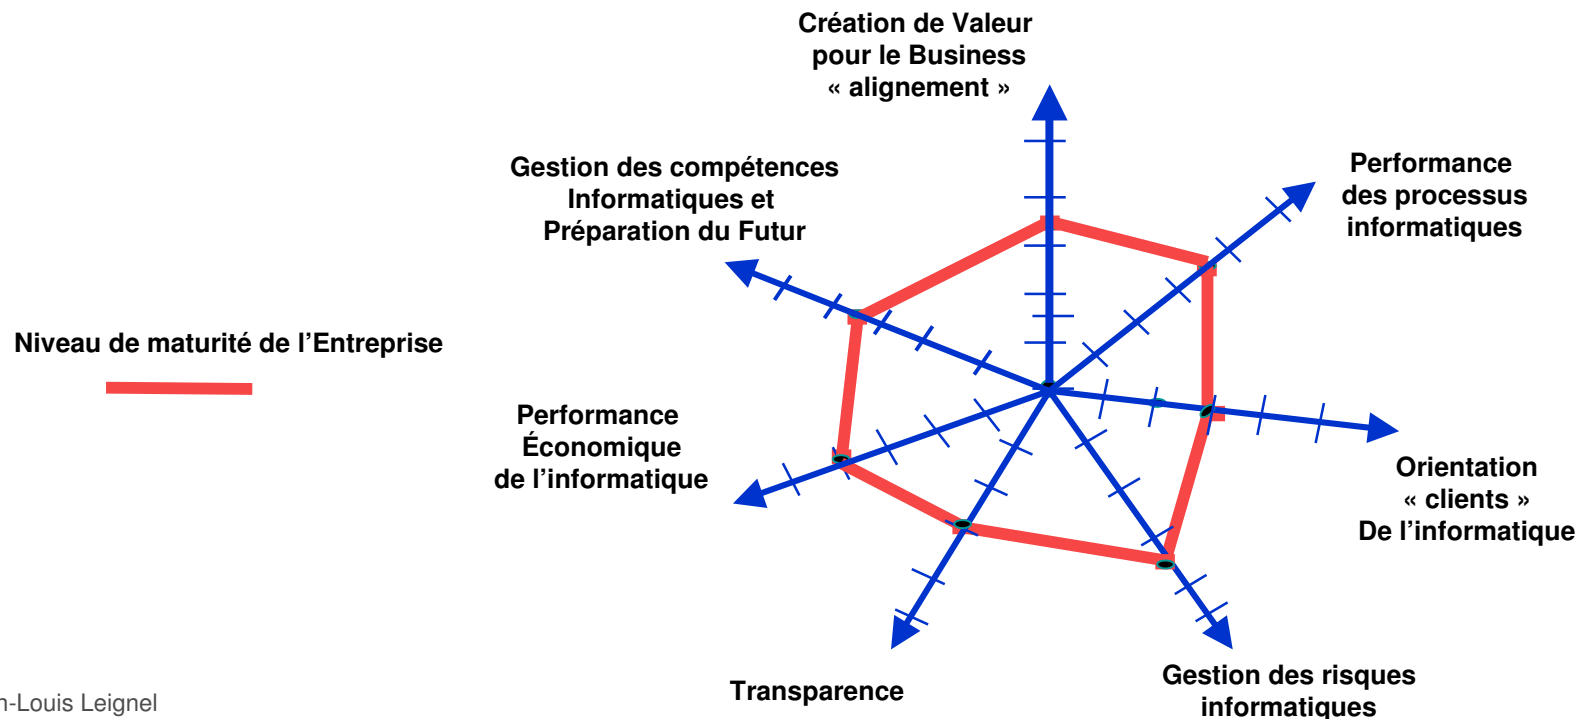 Création de Valeur
pour le Business
« alignement »
Gestion des compétences
Informatiques et
Préparation du Futur
Performance
des processus
informatiques
Niveau de maturité de l’Entreprise
Performance
Économique
de l’informatique
Orientation
« clients »
De l’informatique
Transparence
Gestion des risques
informatiques
n-Louis Leignel